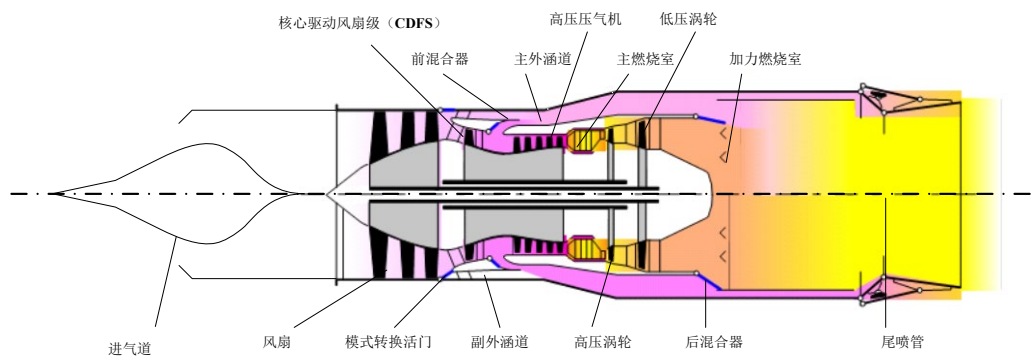 核心驱动风扇级（CDFS）
高压压气机
低压涡轮
前混合器
主外涵道
主燃烧室
加力燃烧室
进气道
风扇
模式转换活门
副外涵道
高压涡轮
后混合器
尾喷管